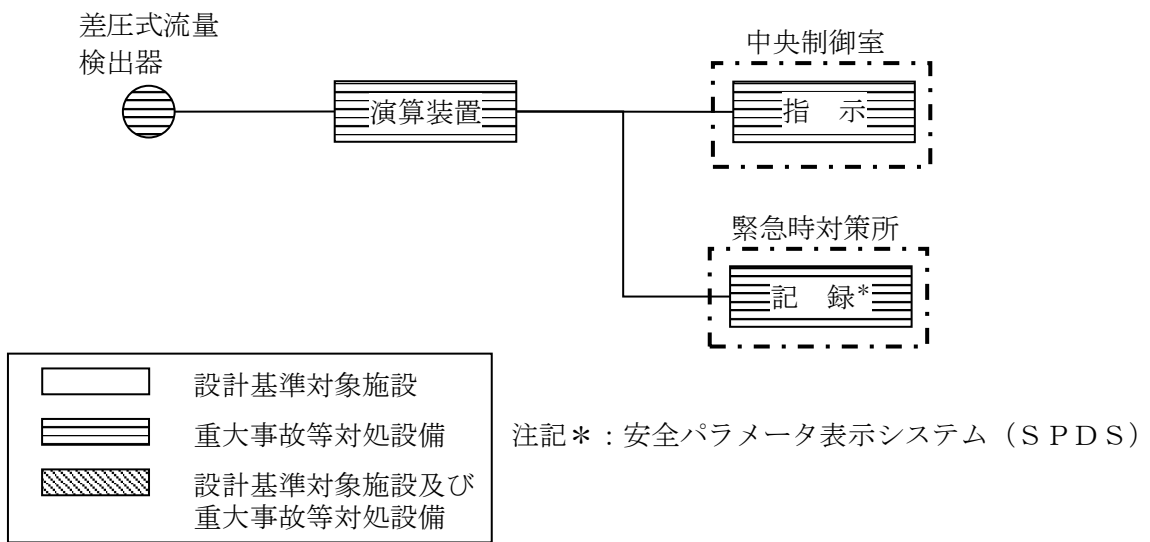 差圧式流量
検出器
演算装置
中央制御室
指　示
緊急時対策所
記　録*
設計基準対象施設
重大事故等対処設備
設計基準対象施設及び
重大事故等対処設備
注記＊：安全パラメータ表示システム（ＳＰＤＳ）